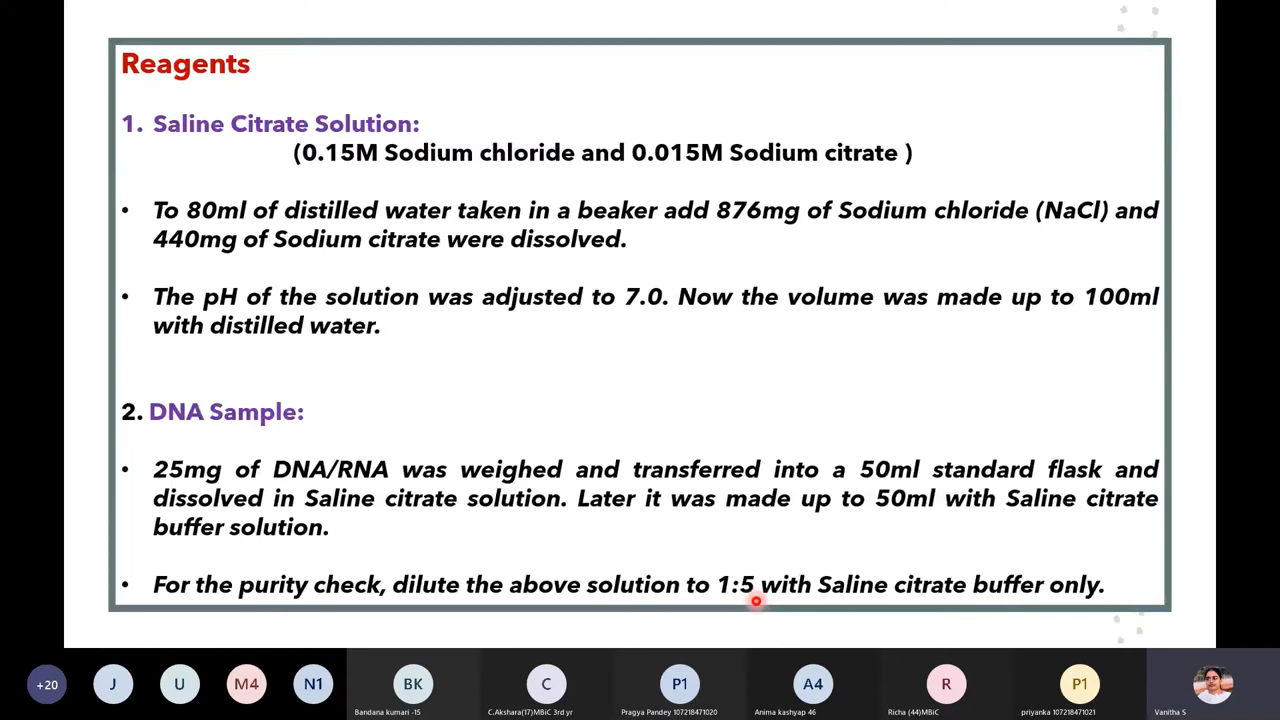 Reagents
1. Saline Citrate Solution:
(0.15M Sodium chloride and 0.015M Sodium citrate )
• To 80ml of distilled water taken in a beaker add 876mg of Sodium chloride (NaCl) and
440mg of Sodium citrate were dissolved.
• The pH of the solution was adjusted to 7.0. Now the volume was made up to 100ml
with distilled water.
2. DNA Sample:
• 25mg of DNA/RNA was weighed and transferred into a 50ml standard flask and
dissolved in Saline citrate solution. Later it was made up to 50ml with Saline citrate
buffer solution.
• For the purity check, dilute the above solution to 1:5 with Saline citrate buffer only.
+20 J U M4 N1 BK C P1 A4 R P1
Bandana kumari -15 C.Akshara(17)MBiC 3rd yr Pragya Pandey 107218471020 Anima kashyap 46 Richa (44)MBiC priyanka 107218471021 Vanitha S